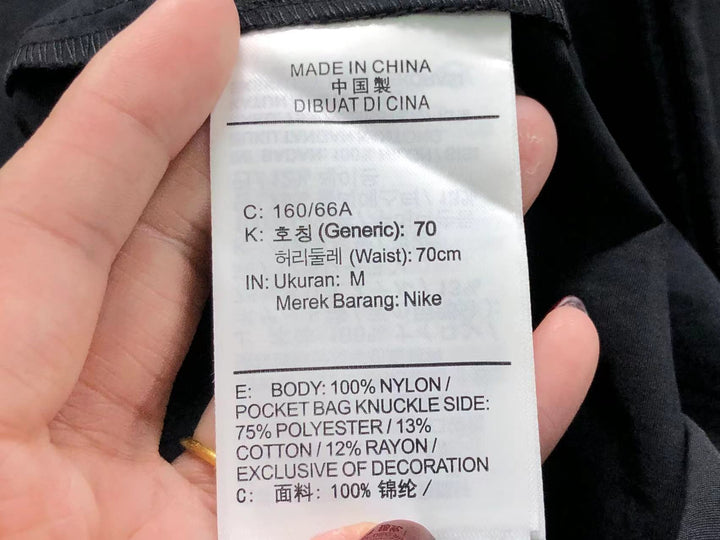 MADE IN CHINA
中国製
DIBUAT DI CINA
C: 160/66A
K: 호칭 (Generic): 70
허리둘레 (Waist): 70cm
IN: Ukuran: M
Merek Barang: Nike
E: BODY: 100% NYLON /
POCKET BAG KNUCKLE SIDE:
75% POLYESTER / 13%
COTTON / 12% RAYON /
EXCLUSIVE OF DECORATION
C: 面料: 100% 锦纶 /